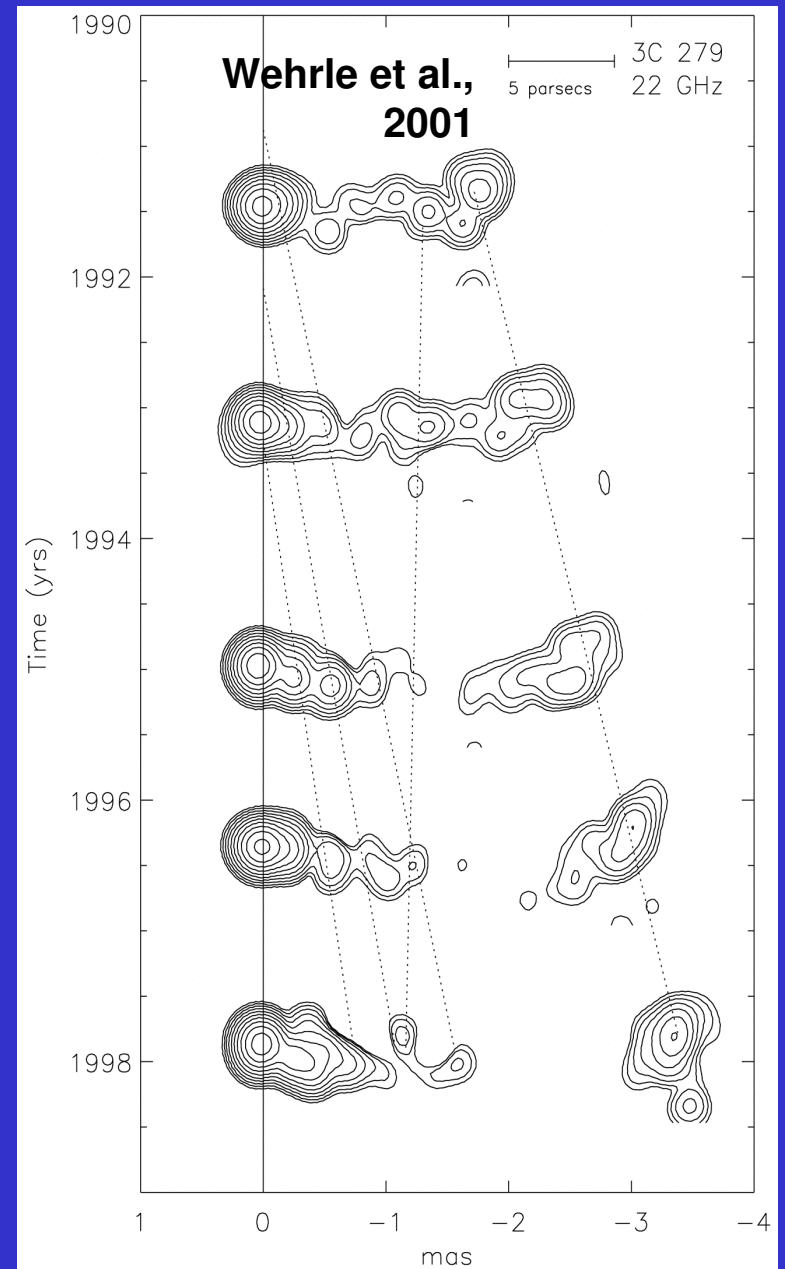 1990
Wehrle et al.,
2001
3C 279
5 parsecs
22 GHz
1992
1994
Time (yrs)
1996
1998
1 0 −1 −2 −3 −4
mas